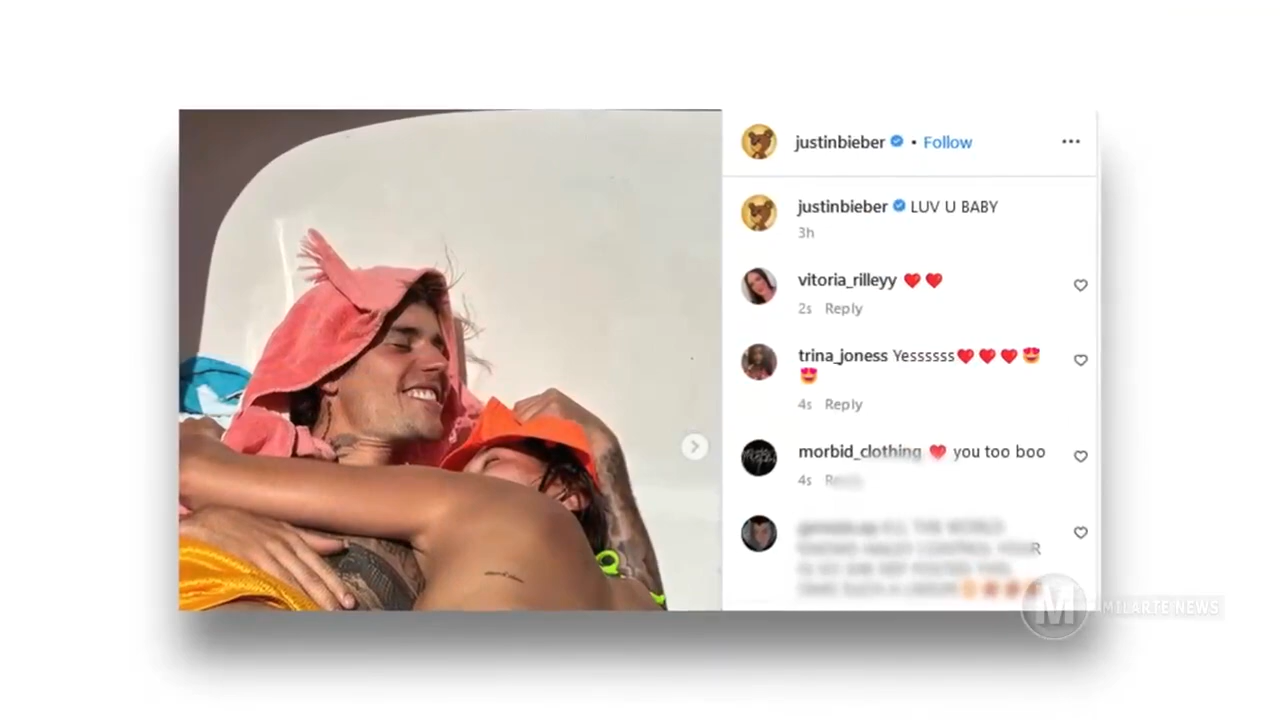 justinbieber • Follow
justinbieber LUV U BABY
3h
vitoria_rilleyy ❤️ ❤️
2s Reply
trina_joness Yessssss❤️ ❤️ ❤️ 😍
😍
4s Reply
morbid_clothing ❤️ you too boo
4s
M MILARTE NEWS